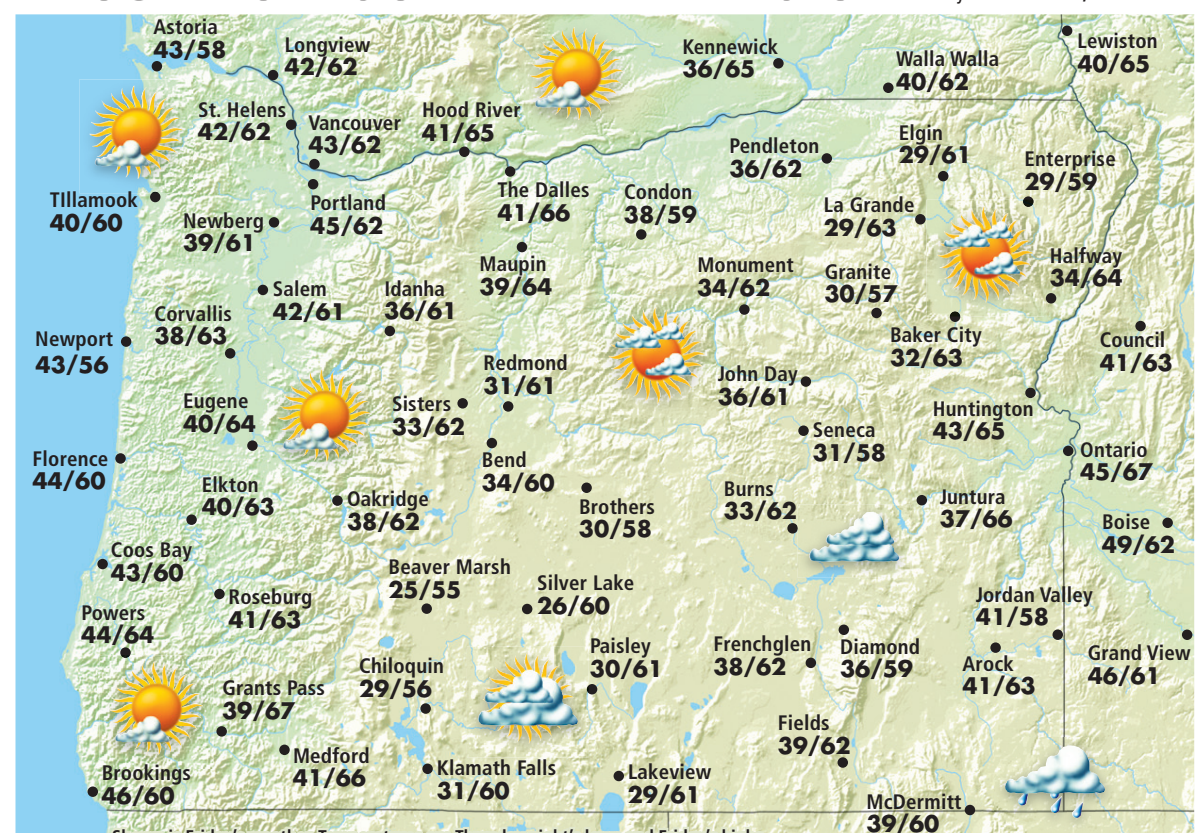 Astoria
43/58
Longview
42/62
Kennewick
36/65
Walla Walla
40/62
Lewiston
40/65
St. Helens
42/62
Vancouver
43/62
Hood River
41/65
Pendleton
36/62
Elgin
29/61
Enterprise
29/59
TIllamook
40/60
Newberg
39/61
Portland
45/62
The Dalles
41/66
Condon
38/59
La Grande
29/63
Maupin
39/64
Monument
34/62
Granite
30/57
Halfway
34/64
Salem
42/61
Idanha
36/61
Corvallis
38/63
Newport
43/56
Baker City
32/63
Council
41/63
Redmond
31/61
John Day
36/61
Eugene
40/64
Sisters
33/62
Huntington
43/65
Seneca
31/58
Florence
44/60
Bend
34/60
Ontario
45/67
Elkton
40/63
Oakridge
38/62
Brothers
30/58
Burns
33/62
Juntura
37/66
Boise
49/62
Coos Bay
43/60
Beaver Marsh
25/55
Silver Lake
26/60
Roseburg
41/63
Powers
44/64
Jordan Valley
41/58
Paisley
30/61
Frenchglen
38/62
Diamond
36/59
Arock
41/63
Grand View
46/61
Chiloquin
29/56
Grants Pass
39/67
Fields
39/62
Medford
41/66
Klamath Falls
31/60
Lakeview
29/61
Brookings
46/60
McDermitt
39/60